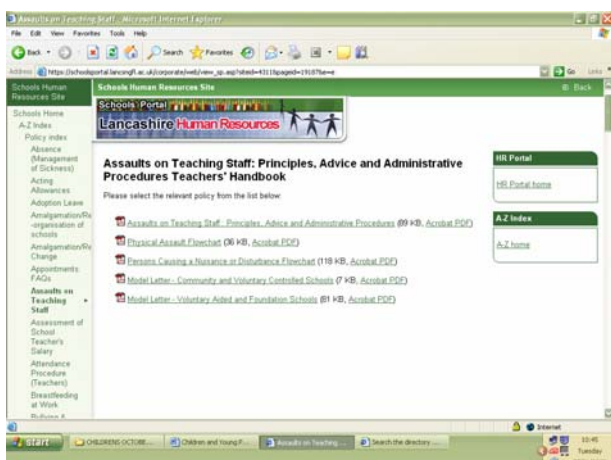 Assaults on Teaching Staff - Microsoft Internet Explorer
File Edit View Favorites Tools Help
Back Search Favorites
Address
Go Links
Schools Human Resources Site
Schools Human Resources Site
Back
Schools Home
A-Z Index
Policy index
Absence
(Management
of Sickness)
Acting
Allowances
Adoption Leave
Amalgamation/Re
-organisation of
schools
Amalgamation/Re
Change
Appointments
FAQs
Assaults on
Teaching
Staff
Assessment of
School
Teacher's
Salary
Attendance
Procedure
(Teachers)
Breastfeeding
at Work
Schools' Portal
Lancashire Human Resources
Assaults on Teaching Staff: Principles, Advice and Administrative
Procedures Teachers' Handbook
Please select the relevant policy from the list below:
Assaults on Teaching Staff : Principles, Advice and Administrative Procedures (89 KB, Acrobat PDF)
Physical Assault Flowchart (36 KB, Acrobat PDF)
Persons Causing a Nuisance or Disturbance Flowchart (118 KB, Acrobat PDF)
Model Letter - Community and Voluntary Controlled Schools (7 KB, Acrobat PDF)
Model Letter - Voluntary Aided and Foundation Schools (81 KB, Acrobat PDF)
HR Portal
HR Portal home
A-Z Index
A-Z home
Internet
start
CHILDRENS OCTOBE...
Children and Young P...
Assaults on Teaching ...
Search the directory ...
10:45
Tuesday